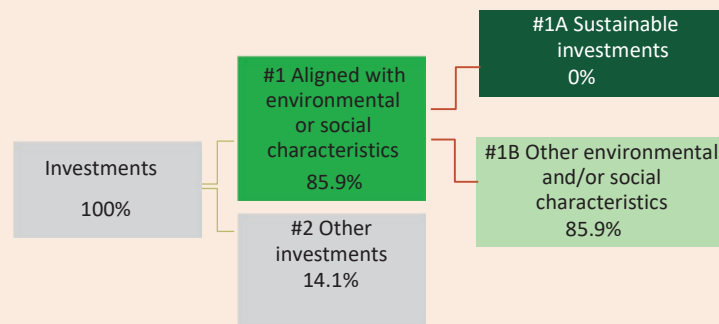 Investments
100%
#1 Aligned with
environmental
or social
characteristics
85.9%
#2 Other
investments
14.1%
#1A Sustainable
investments
0%
#1B Other environmental
and/or social
characteristics
85.9%